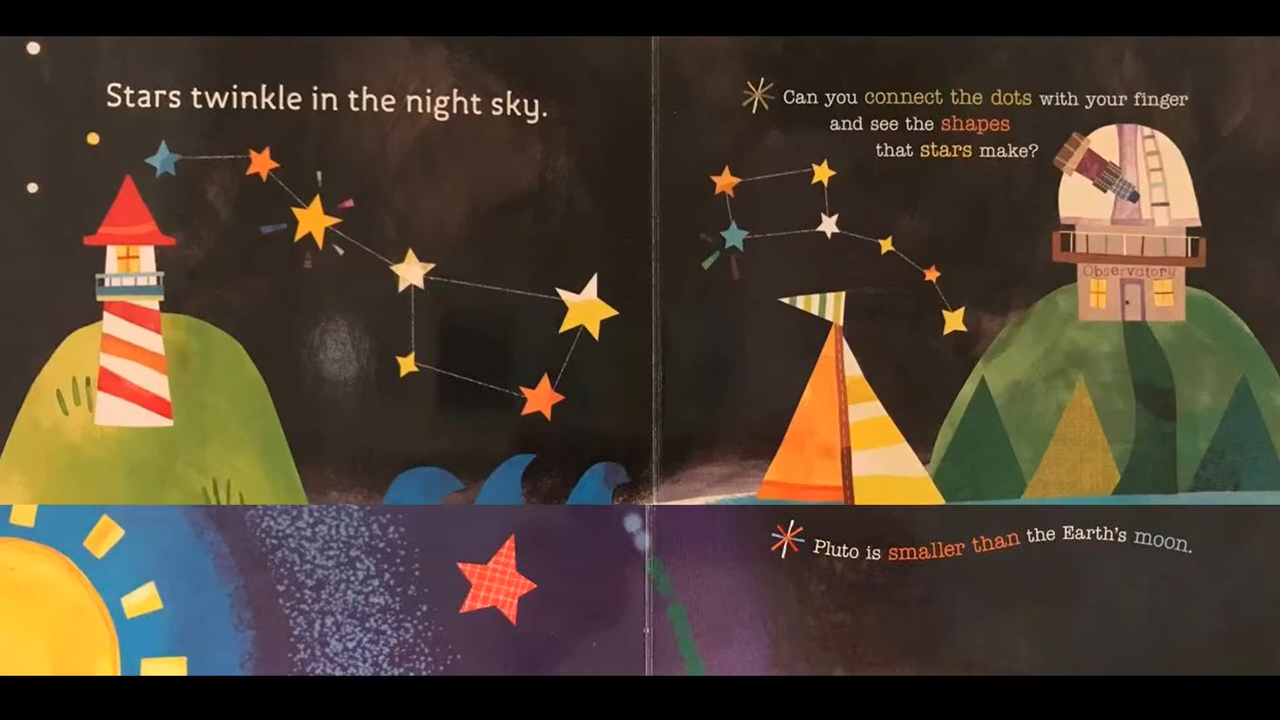 Stars twinkle in the night sky.
Can you connect the dots with your finger
and see the shapes
that stars make?
Observatory
Pluto is smaller than the Earth's moon.